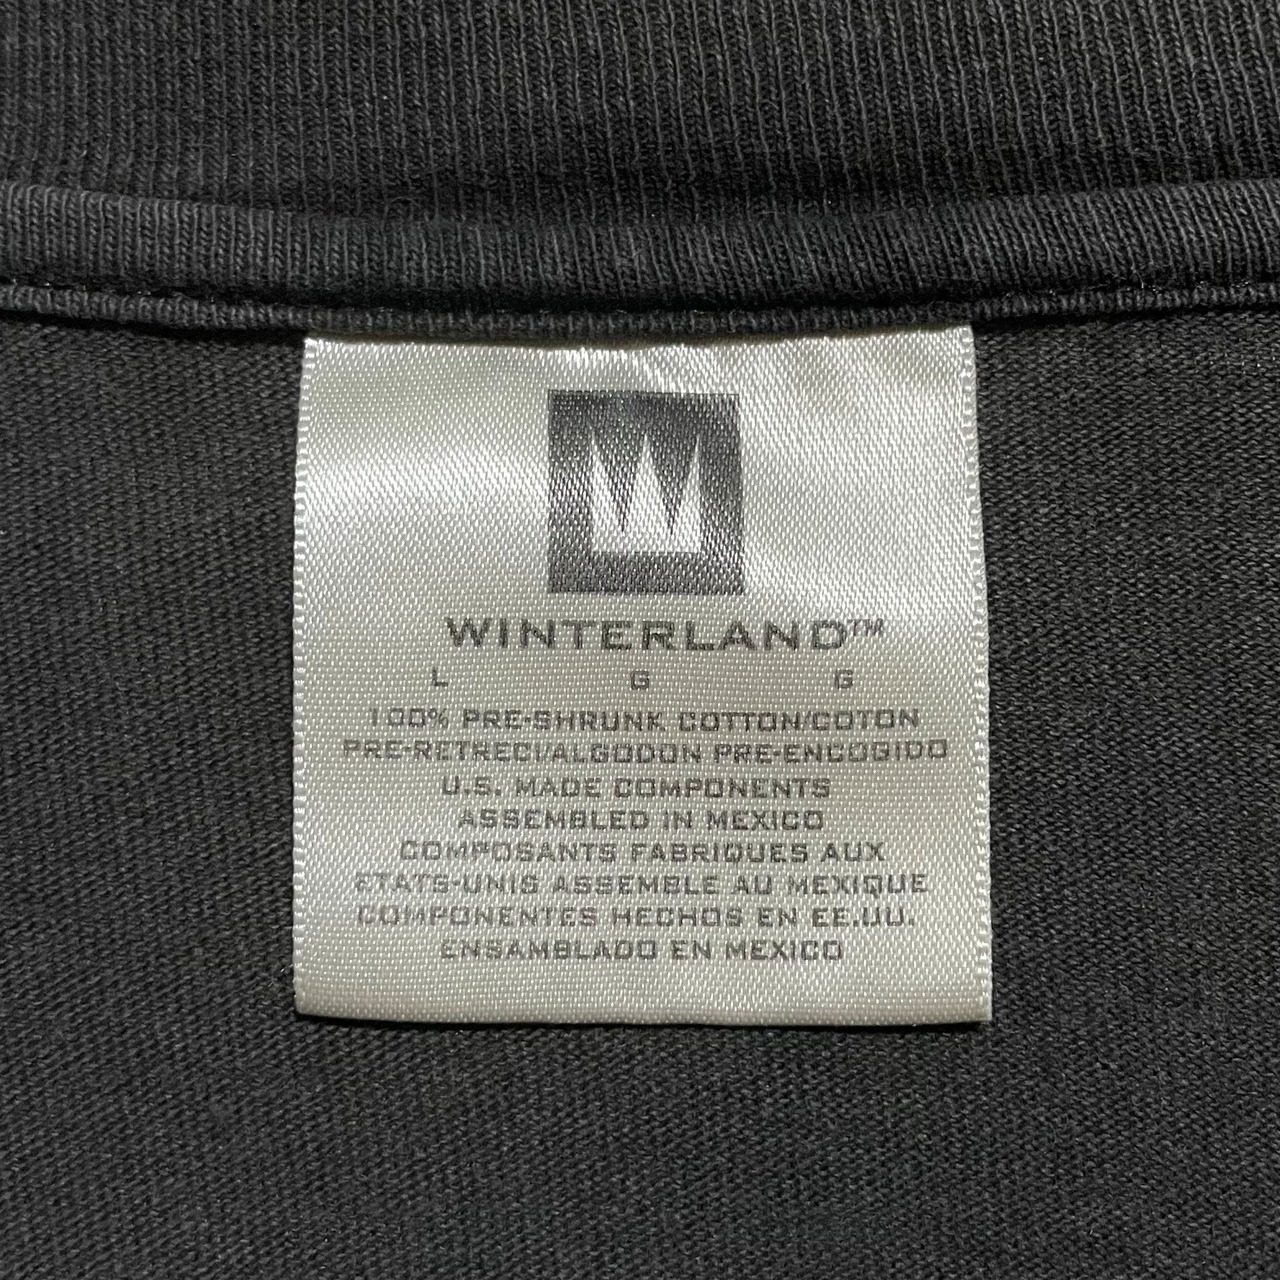 WINTERLAND™
L G G
100% PRE-SHRUNK COTTON/COTON
PRE-RETRECI/ALGODON PRE-ENCOGIDO
U.S. MADE COMPONENTS
ASSEMBLED IN MEXICO
COMPOSANTS FABRIQUES AUX
ETATS-UNIS ASSEMBLE AU MEXIQUE
COMPONENTES HECHOS EN EE.UU.
ENSAMBLADO EN MEXICO